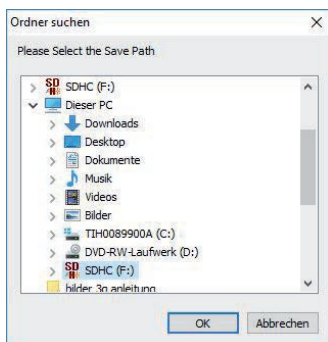 Ordner suchen
Please Select the Save Path
SDHC (F:)
Dieser PC
Downloads
Desktop
Dokumente
Musik
Videos
Bilder
TIH0089900A (C:)
DVD-RW-Laufwerk (D:)
SDHC (F:)
bilder 3g anleitung
OK
Abbrechen